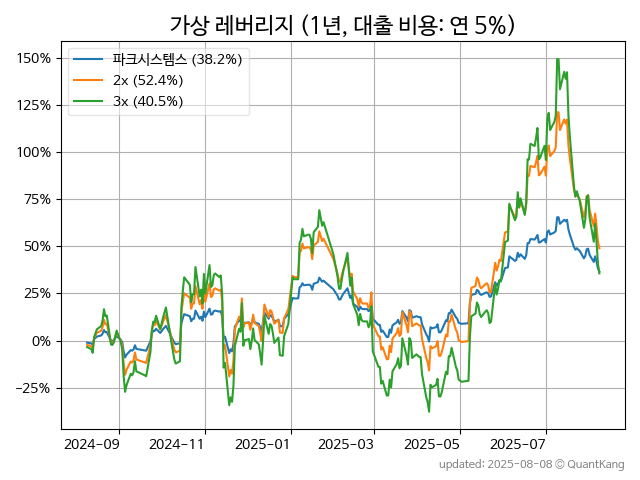 가상 레버리지 (1년, 대출 비용: 연 5%)
파크시스템스 (38.2%)
2x (52.4%)
3x (40.5%)
150%
125%
100%
75%
50%
25%
0%
−25%
2024-09 2024-11 2025-01 2025-03 2025-05 2025-07
updated: 2025-08-08 © QuantKang